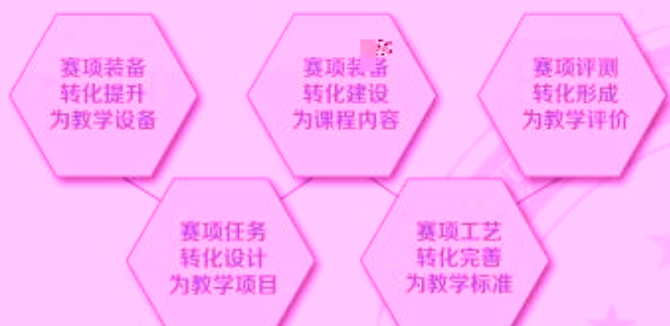 赛项装备
转化提升
为教学设备
赛项装备
转化建设
为课程内容
赛项评测
转化形成
为教学评价
赛项任务
转化设计
为教学项目
赛项工艺
转化完善
为教学标准